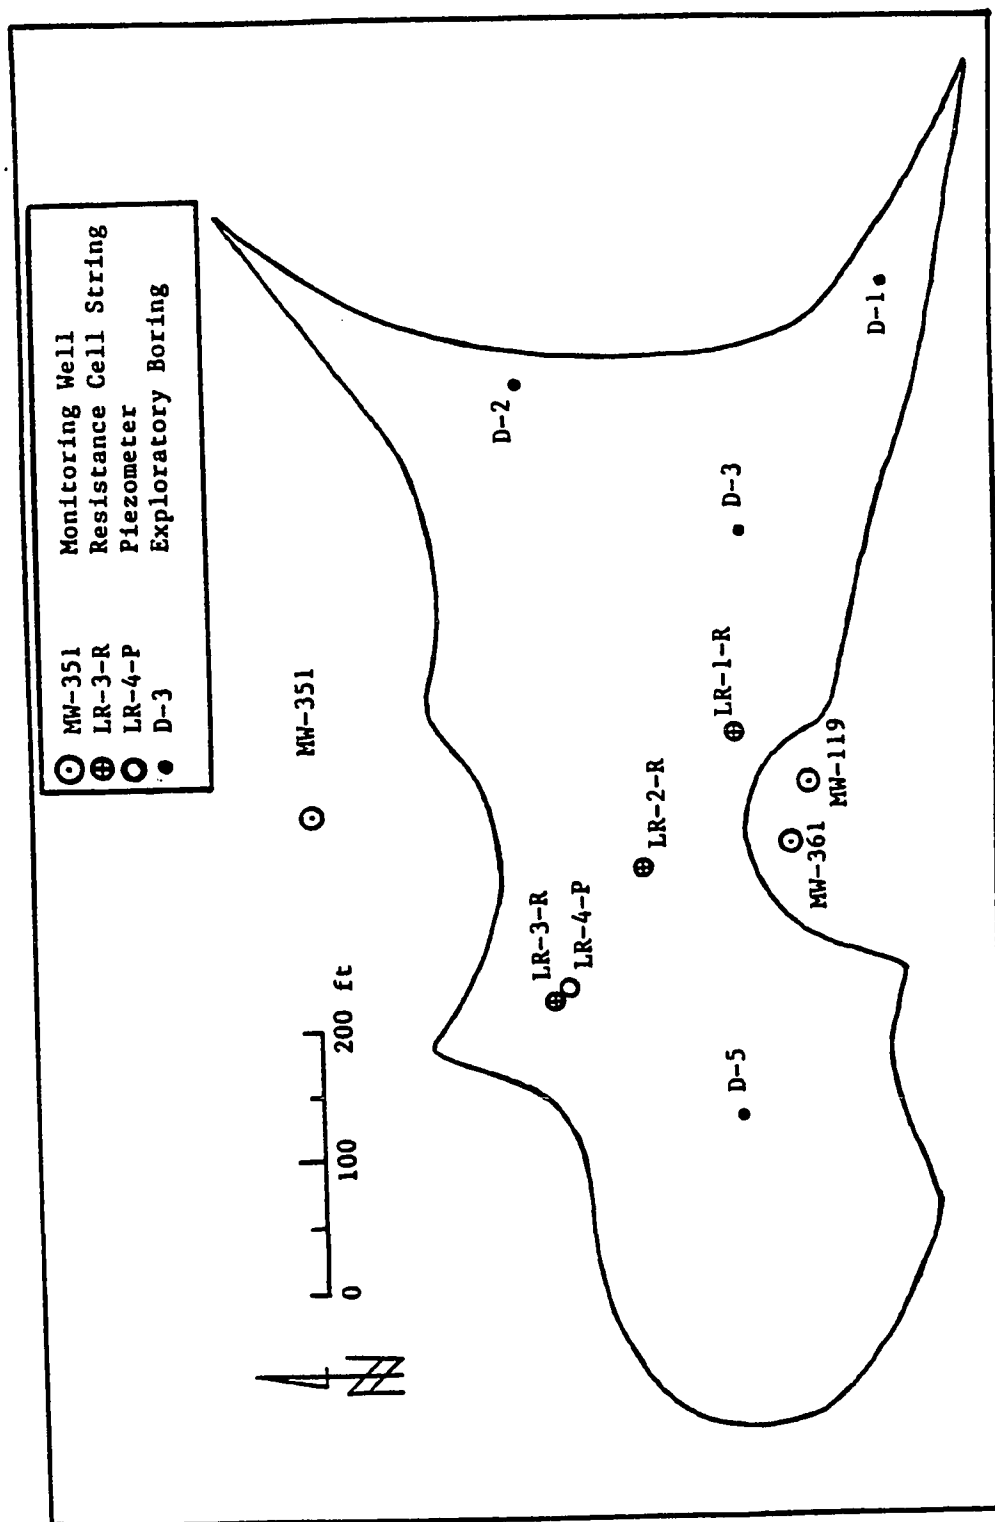 MW-351 Monitoring Well
LR-3-R Resistance Cell String
LR-4-P Piezometer
D-3 Exploratory Boring
N
0 100 200 ft
MW-351
LR-3-R
LR-4-P
LR-2-R
LR-1-R
D-2
D-3
D-1
D-5
MW-361
MW-119